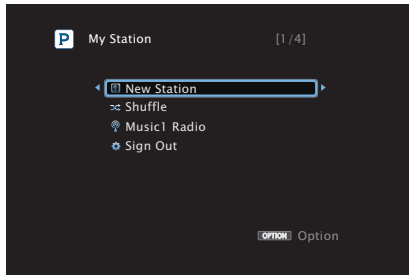 P My Station [1/4]
New Station
Shuffle
Music1 Radio
Sign Out
OPTION Option